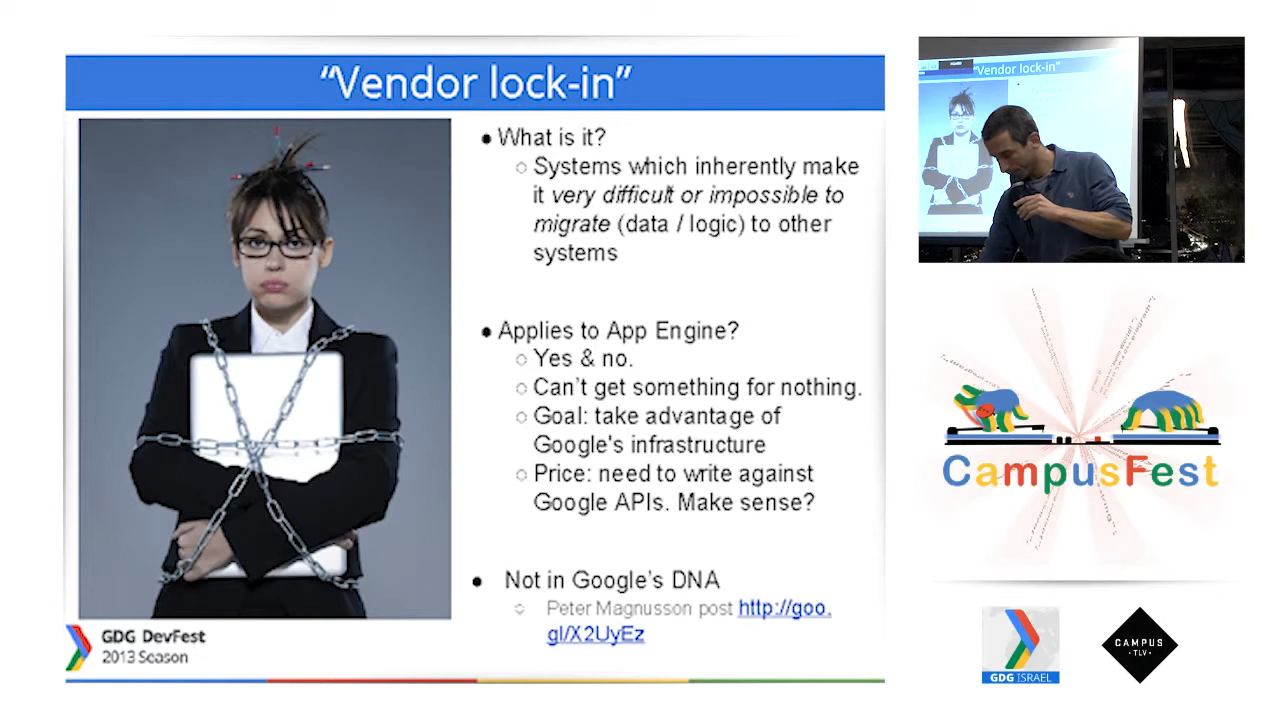 “Vendor lock-in”
● What is it?
○ Systems which inherently make
it very difficult or impossible to
migrate (data / logic) to other
systems
● Applies to App Engine?
○ Yes & no.
○ Can’t get something for nothing.
○ Goal: take advantage of
Google's infrastructure
○ Price: need to write against
Google APIs. Make sense?
● Not in Google’s DNA
○ Peter Magnusson post http://goo.
gl/X2UyEz
GDG DevFest
2013 Season
"Vendor lock-in"
CampusFest
GDG ISRAEL
CAMPUS
·TLV·